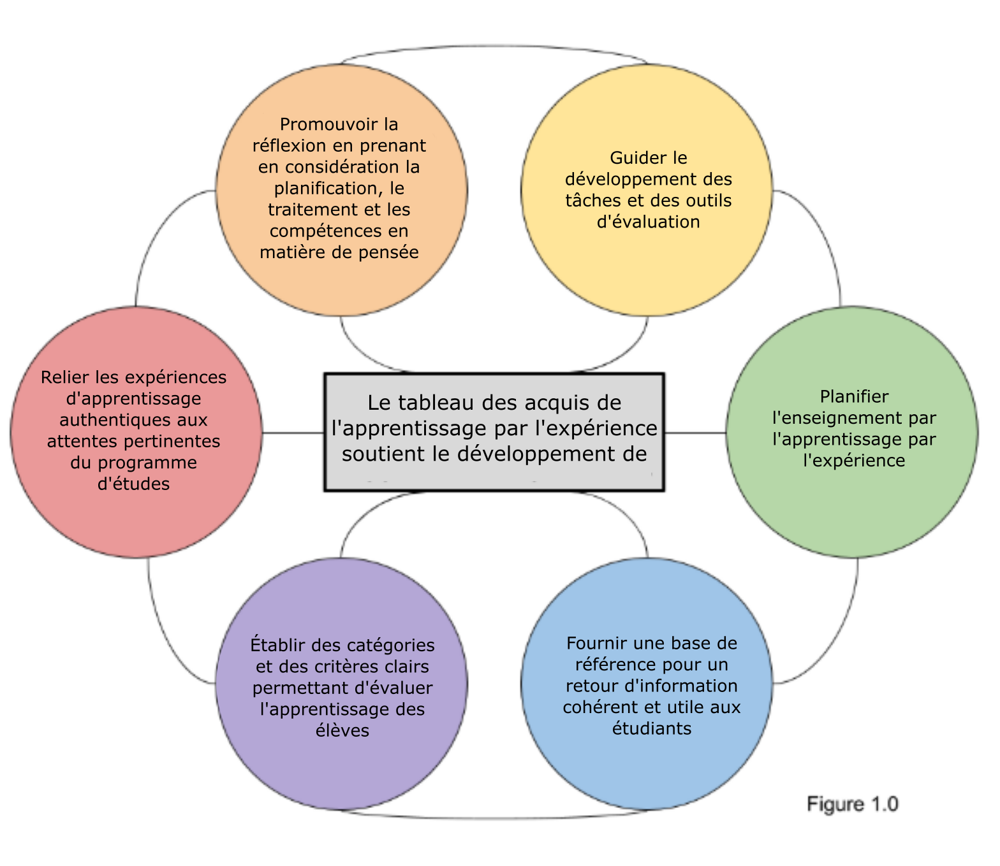 Promouvoir la
réflexion en prenant
en considération la
planification, le
traitement et les
compétences en
matière de pensée
Guider le
développement des
tâches et des outils
d'évaluation
Relier les expériences
d'apprentissage
authentiques aux
attentes pertinentes
du programme
d'études
Le tableau des acquis de
l'apprentissage par l'expérience
soutient le développement de
Planifier
l'enseignement par
l'apprentissage par
l'expérience
Établir des catégories
et des critères clairs
permettant d'évaluer
l'apprentissage des
élèves
Fournir une base de
référence pour un
retour d'information
cohérent et utile aux
étudiants
Figure 1.0